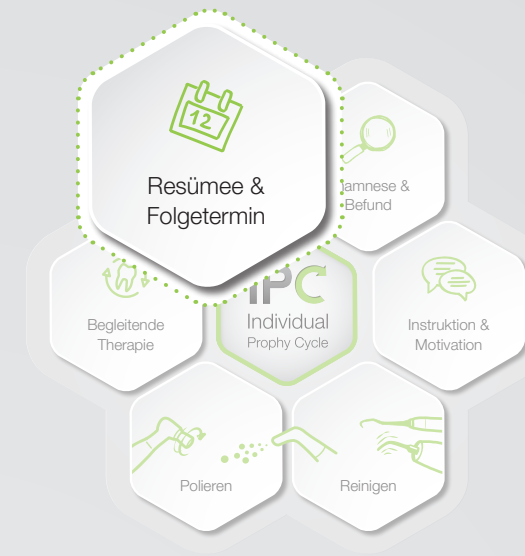 12
Resümee &
Folgetermin
amnese &
Befund
IPC
Individual
Prophy Cycle
Begleitende
Therapie
Instruktion &
Motivation
Polieren
Reinigen